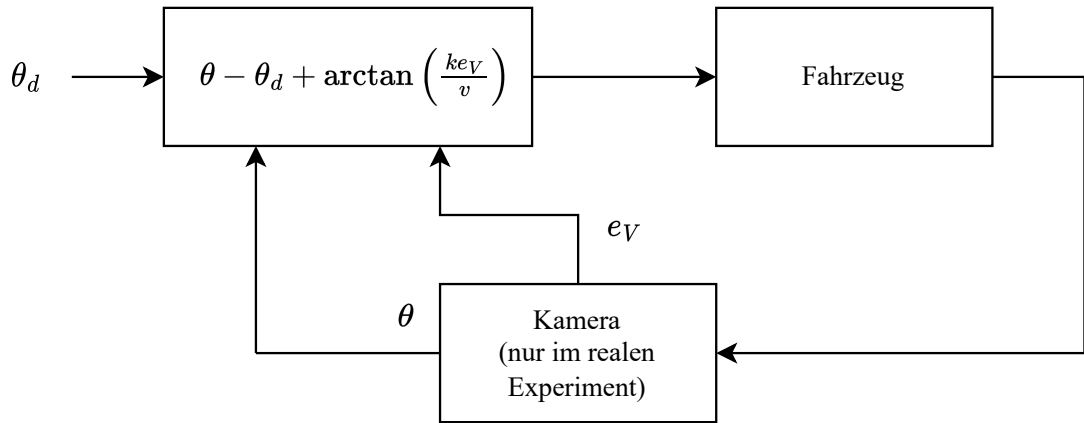 θ_d
θ − θ_d + arctan (ke_V / v)
Fahrzeug
e_V
θ
Kamera
(nur im realen
Experiment)